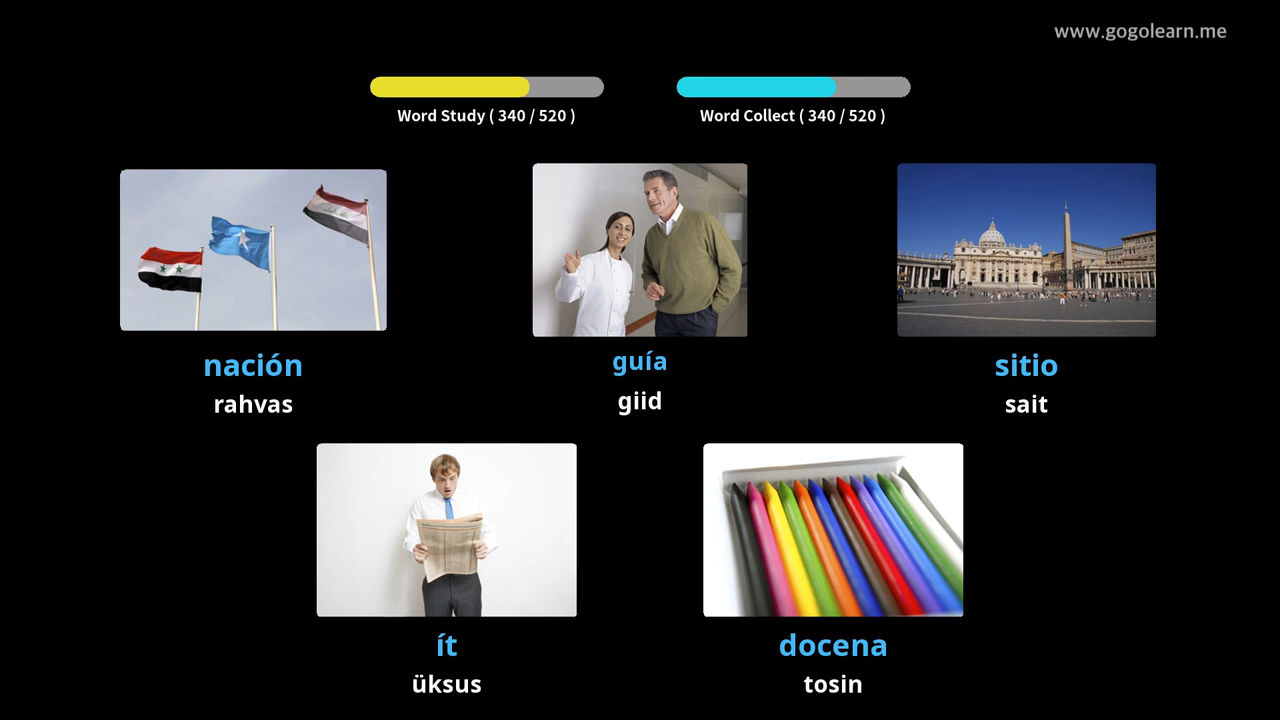 www.gogolearn.me
Word Study ( 340 / 520 )
Word Collect ( 340 / 520 )
nación
rahvas
guía
giid
sitio
sait
ít
üksus
docena
tosin